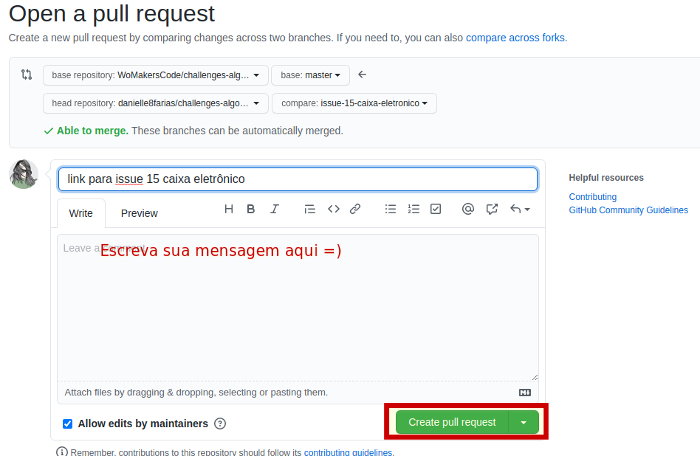 Open a pull request
Create a new pull request by comparing changes across two branches. If you need to, you can also compare across forks.
base repository: WoMakersCode/challenges-alg... base: master
head repository: danielle8farias/challenges-algo... compare: issue-15-caixa-eletronico
Able to merge. These branches can be automatically merged.
link para issue 15 caixa eletrônico
Helpful resources
Contributing
GitHub Community Guidelines
Write Preview H B I
Leave a comment
Escreva sua mensagem aqui =)
Attach files by dragging & dropping, selecting or pasting them.
Allow edits by maintainers ?
Create pull request
Remember, contributions to this repository should follow its contributing guidelines.